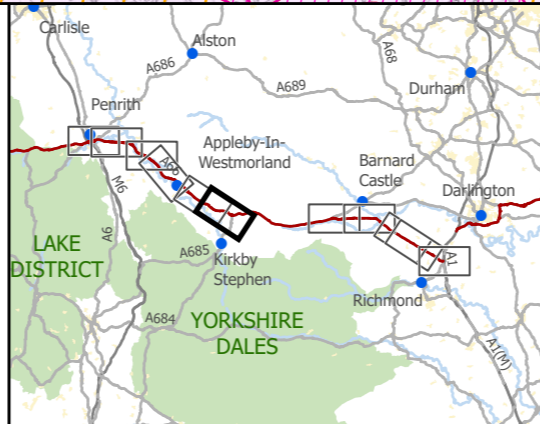 Carlisle
Alston
A68
A686
A689
Durham
Penrith
Appleby-In-
Westmorland
Barnard
Castle
A66
Darlington
M6
LAKE
DISTRICT
A6
A685
Kirkby
Stephen
A1
Richmond
A684
YORKSHIRE
DALES
A1(M)